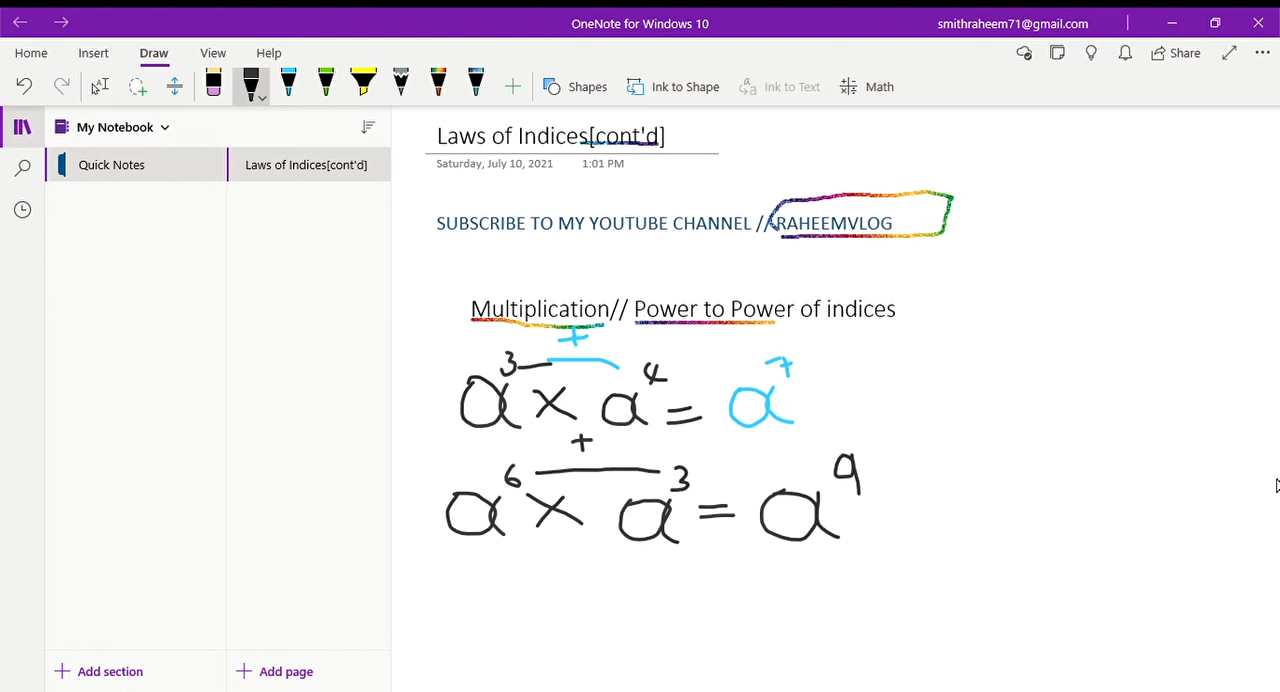 OneNote for Windows 10
smithraheem71@gmail.com
Home Insert Draw View Help
Share
Shapes Ink to Shape Ink to Text Math
My Notebook
Quick Notes
Laws of Indices[cont'd]
Laws of Indices[cont'd]
Saturday, July 10, 2021 1:01 PM
SUBSCRIBE TO MY YOUTUBE CHANNEL // RAHEEMVLOG
Multiplication// Power to Power of indices
+
a³ × a⁴ = a⁷
+
a⁶ × a³ = a⁹
+ Add section + Add page